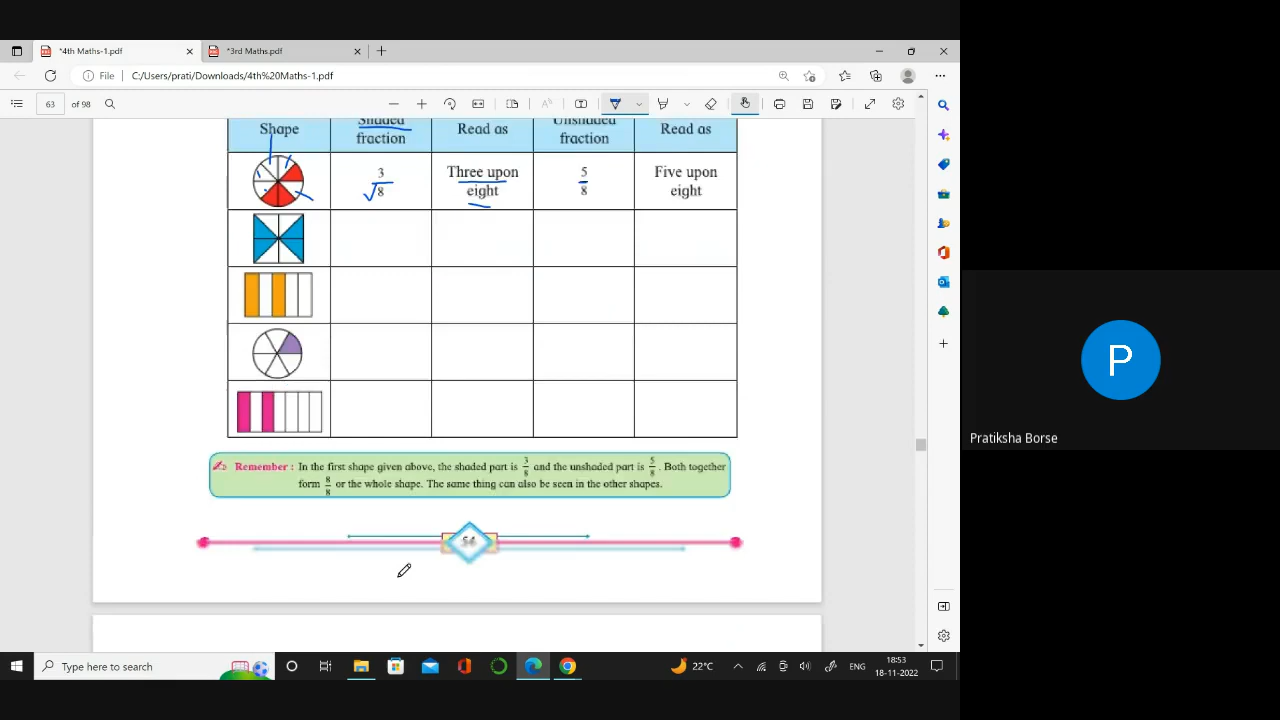 *4th Maths-1.pdf
*3rd Maths.pdf
File
C:/Users/prati/Downloads/4th%20Maths-1.pdf
63 of 98
Shape
Shaded fraction
Read as
Unshaded fraction
Read as
3/8
Three upon eight
5/8
Five upon eight
Remember : In the first shape given above, the shaded part is 3/8 and the unshaded part is 5/8 . Both together
form 8/8 or the whole shape. The same thing can also be seen in the other shapes.
54
P
Pratiksha Borse
Type here to search
22°C
ENG
18:53
18-11-2022